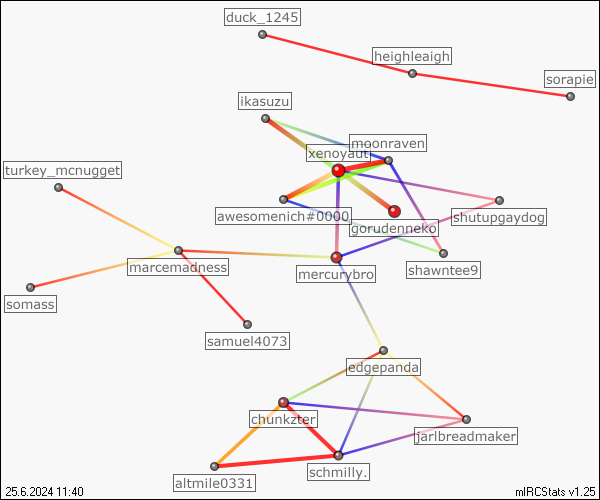 duck_1245
heighleaigh
sorapie
ikasuzu
moonraven
xenoyaut
turkey_mcnugget
awesomenich#0000
shutupgaydog
gorudenneko
marcemadness
mercurybro
shawntee9
somass
samuel4073
edgepanda
chunkzter
jarlbreadmaker
schmilly.
altmile0331
25.6.2024 11:40
mIRCStats v1.25